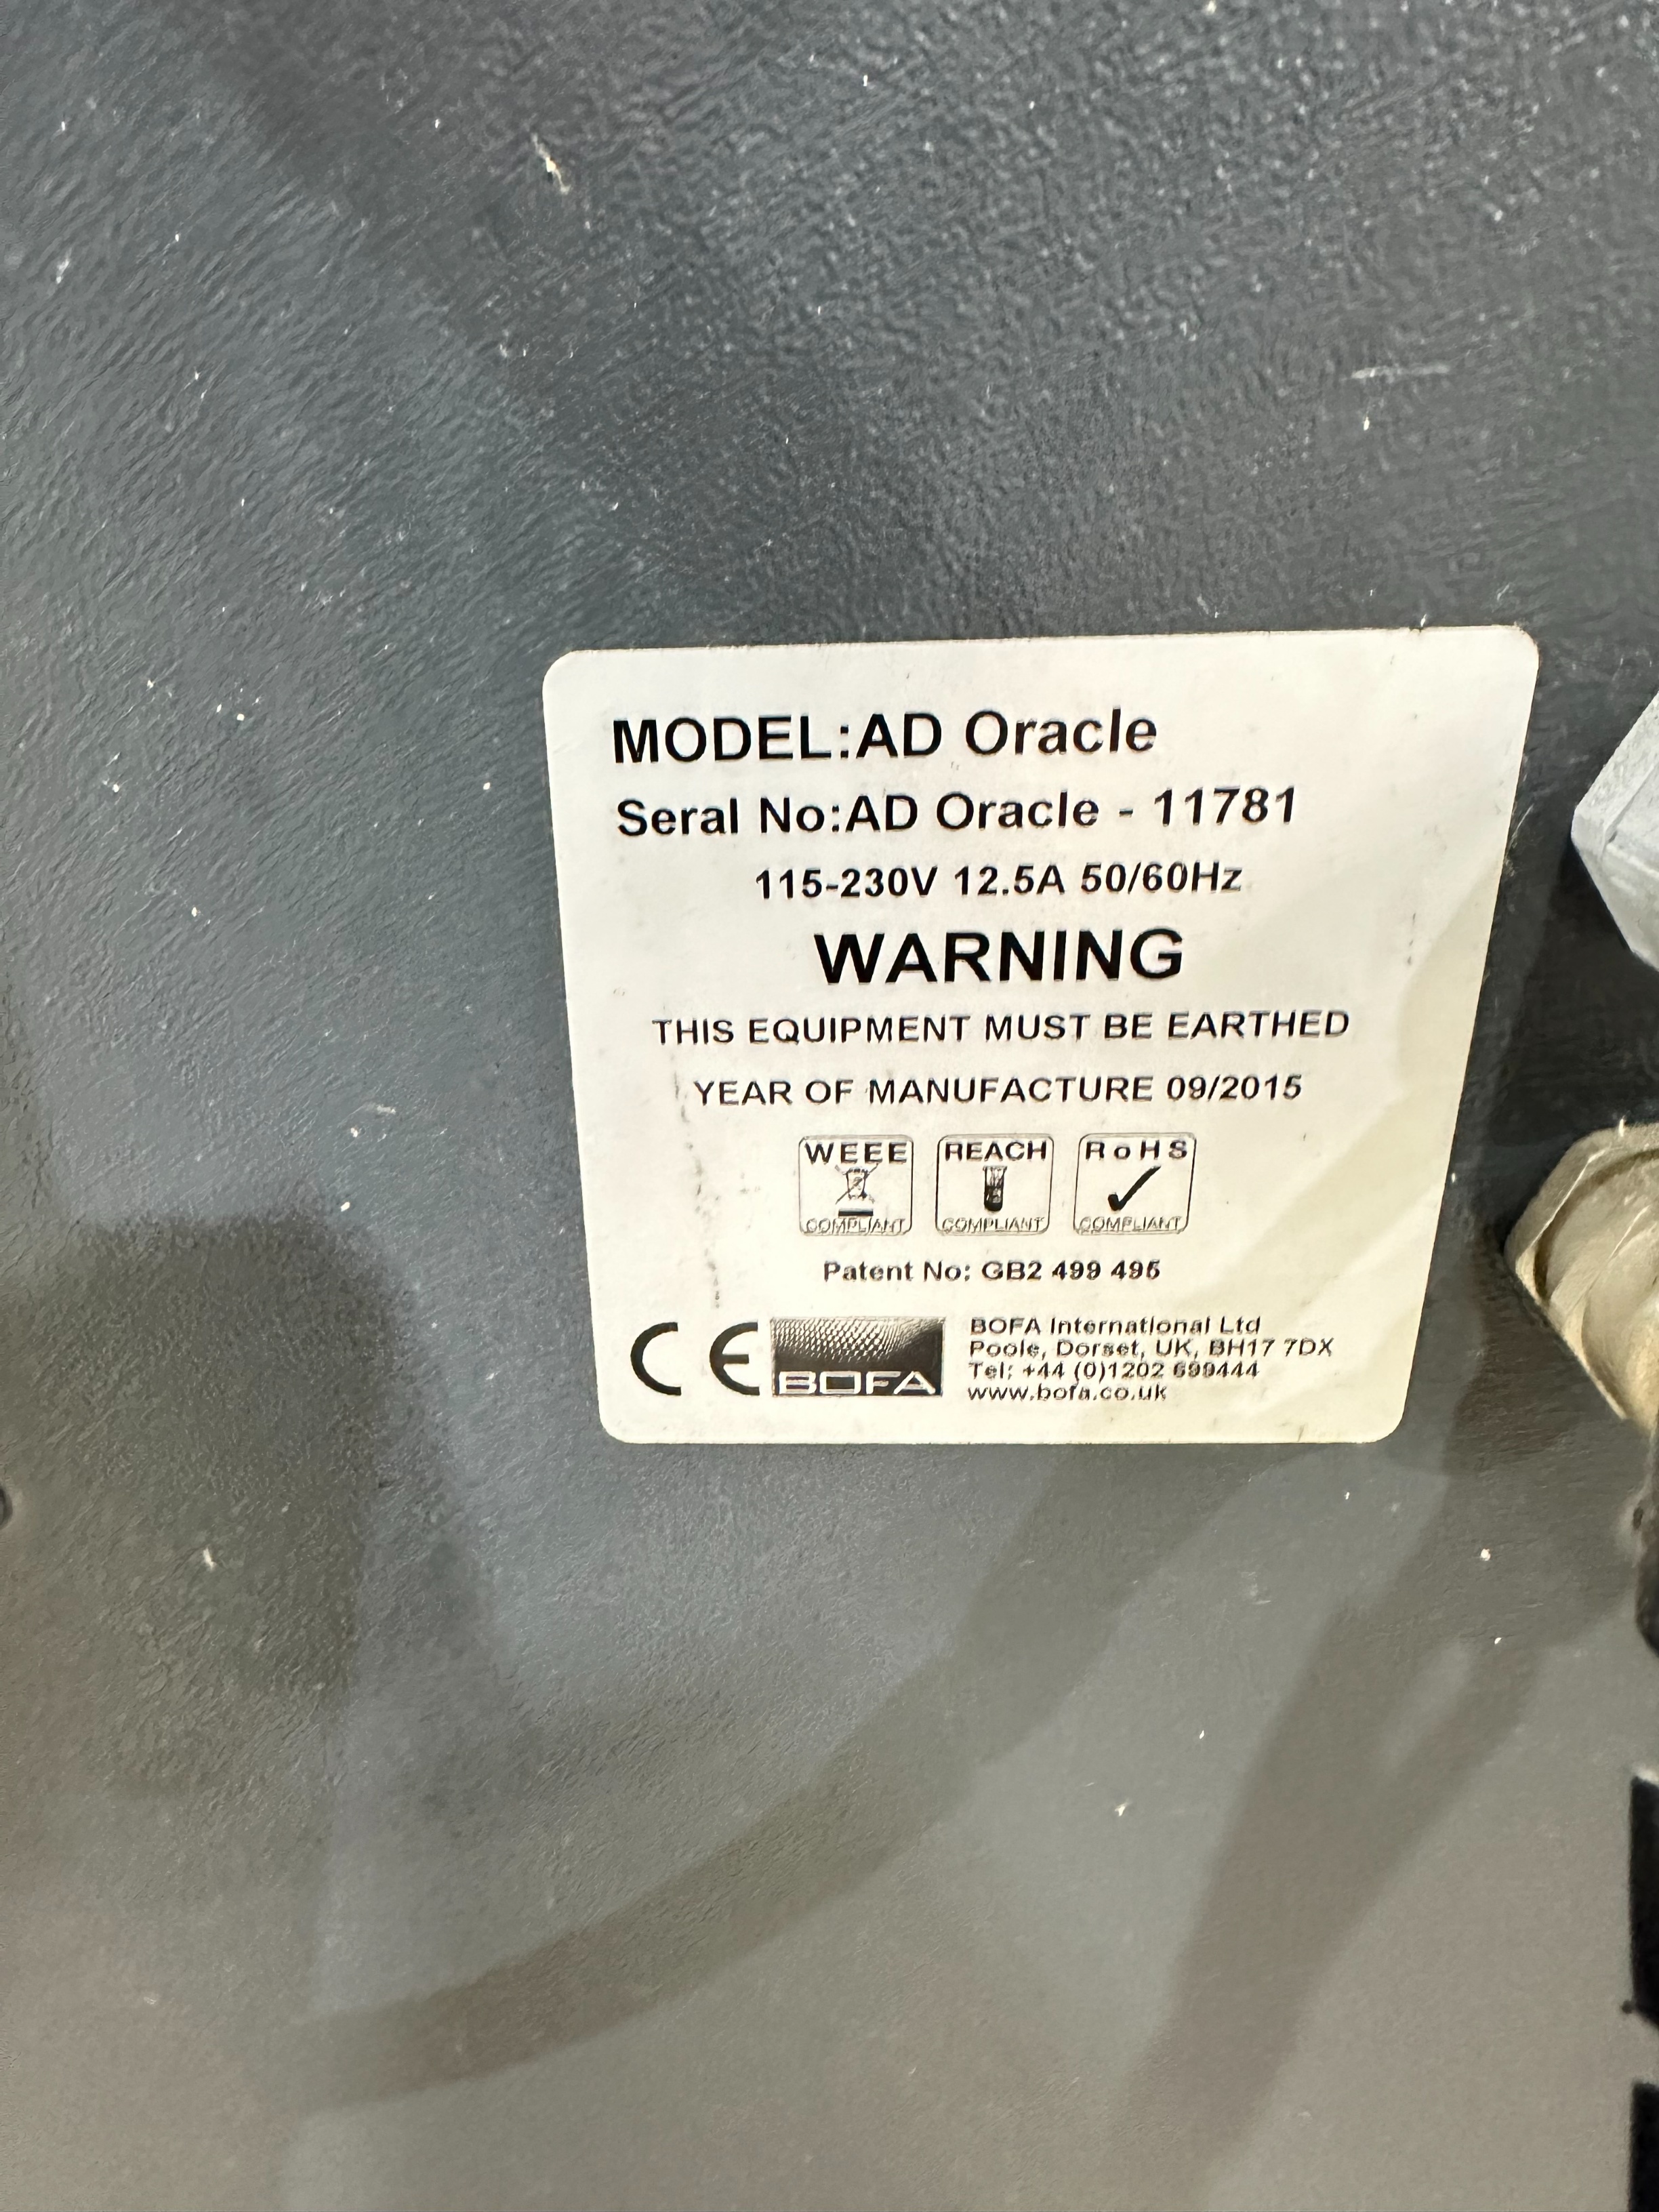 MODEL:AD Oracle
Seral No:AD Oracle - 11781
115-230V 12.5A 50/60Hz
WARNING
THIS EQUIPMENT MUST BE EARTHED
YEAR OF MANUFACTURE 09/2015
WEEE REACH RoHS
COMPLIANT COMPLIANT COMPLIANT
Patent No: GB2 499 495
CE BOFA
BOFA International Ltd
Poole, Dorset, UK, BH17 7DX
Tel: +44 (0)1202 699444
www.bofa.co.uk